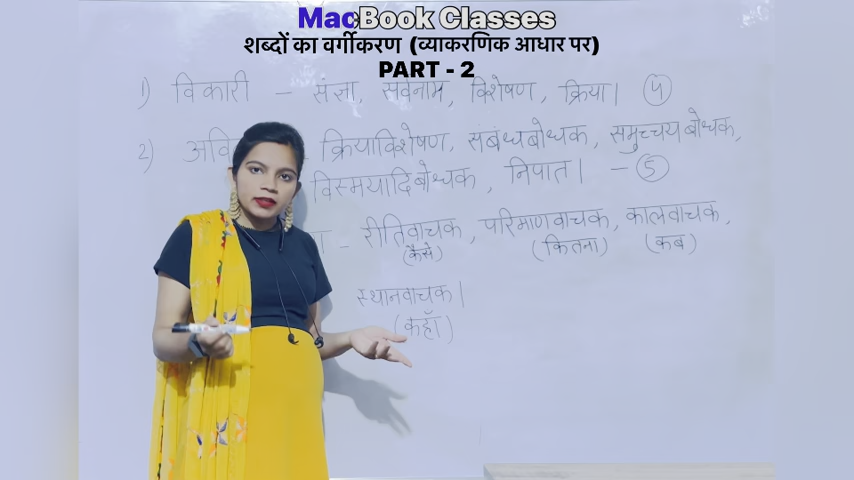 MacBook Classes
शब्दों का वर्गीकरण (व्याकरणिक आधार पर)
PART - 2
1) विकारी - संज्ञा, सर्वनाम, विशेषण, क्रिया। (4)
2) अवि क्रियाविशेषण, संबंधबोधक, समुच्चयबोधक,
विस्मयादिबोधक, निपात। - (5)
- रीतिवाचक, परिमाणवाचक, कालवाचक,
(कैसे) (कितना) (कब)
स्थानवाचक।
(कहाँ)